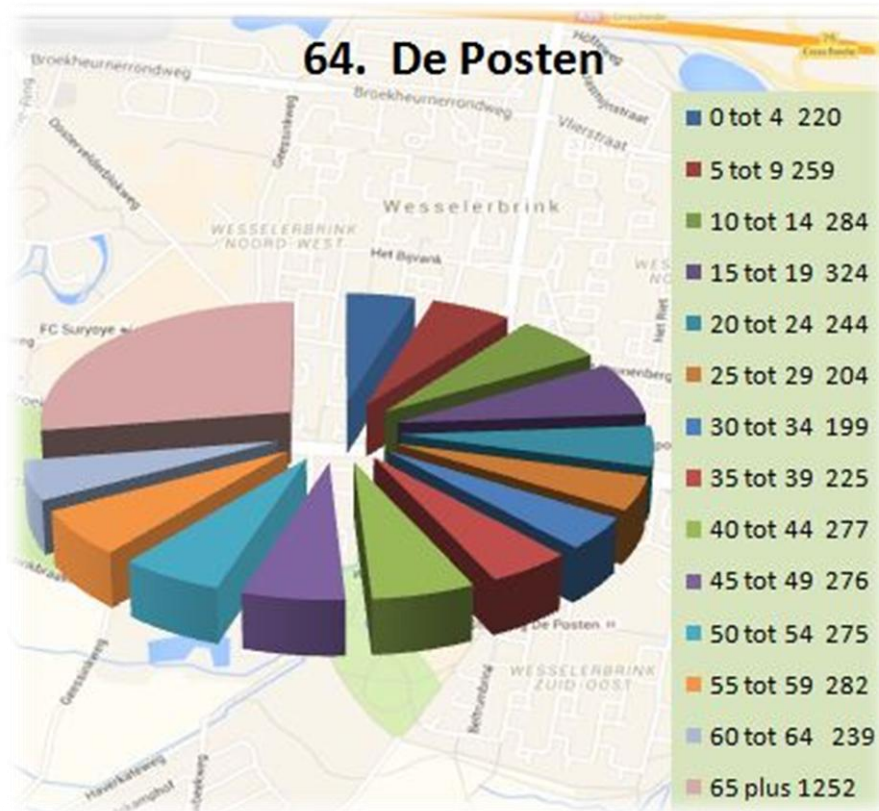 64. De Posten
Broekheurnerrondweg
Broekheurnerrondweg
Oostervelderblokweg
Geessinkweg
Vlierstraat
Wesselerbrink
WESSELERBRINK
NOORD-WEST
Het Bijvank
FC Suryoye
Het Riet
De Posten
WESSELERBRINK
ZUID-OOST
Geessinkweg
Beltrumbrink
Haverkateweg
0 tot 4 220
5 tot 9 259
10 tot 14 284
15 tot 19 324
20 tot 24 244
25 tot 29 204
30 tot 34 199
35 tot 39 225
40 tot 44 277
45 tot 49 276
50 tot 54 275
55 tot 59 282
60 tot 64 239
65 plus 1252